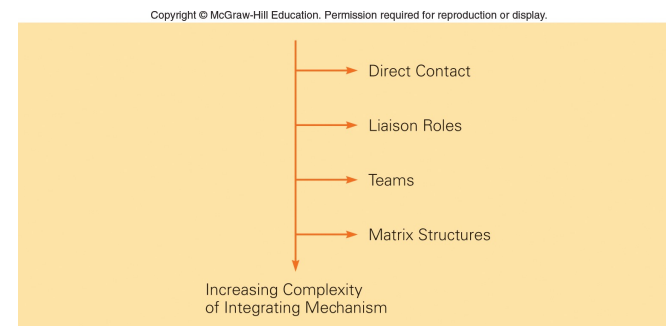 Copyright © McGraw-Hill Education. Permission required for reproduction or display.
Direct Contact
Liaison Roles
Teams
Matrix Structures
Increasing Complexity
of Integrating Mechanism